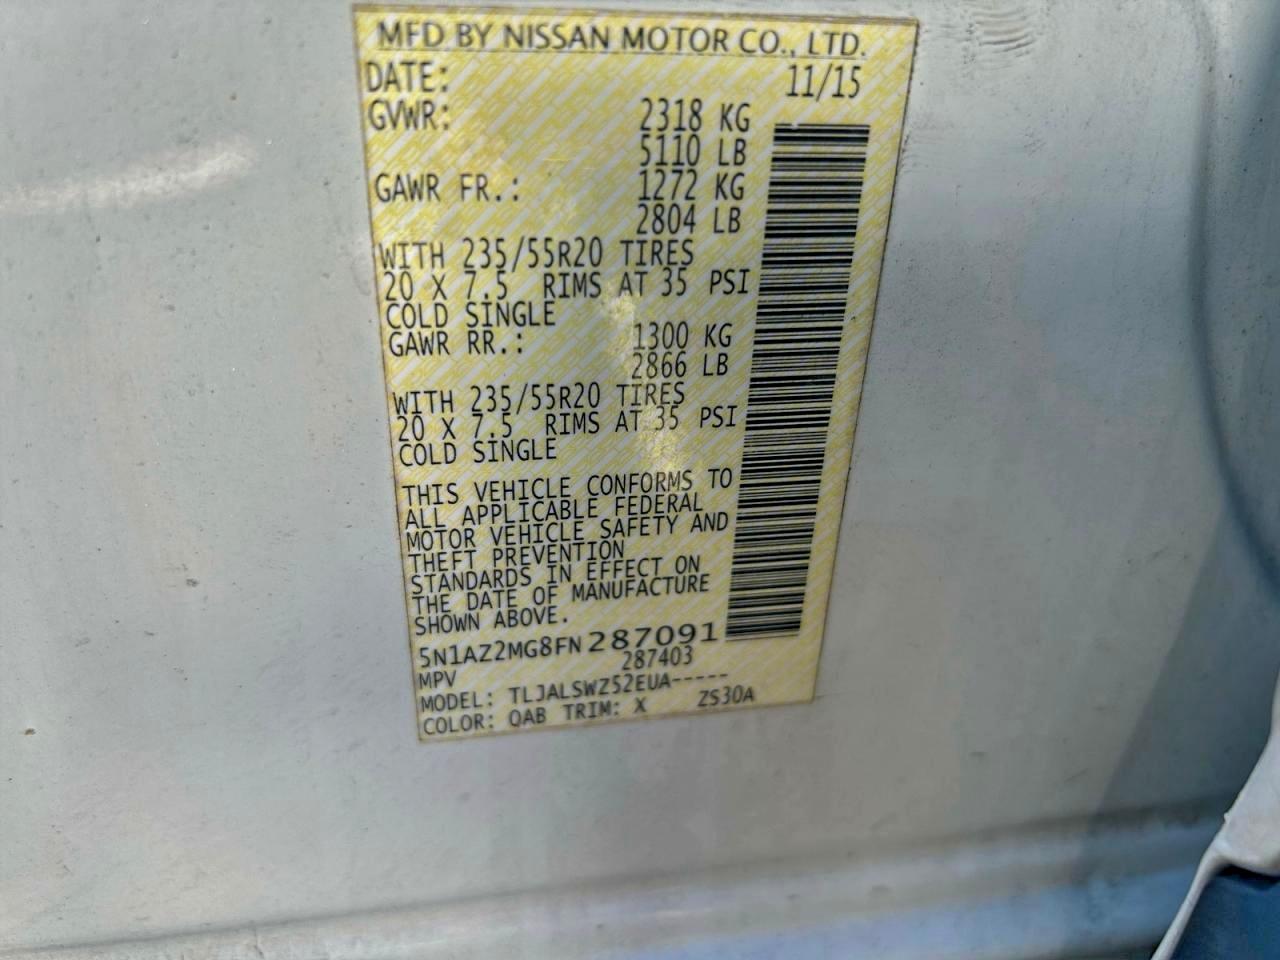 MFD BY NISSAN MOTOR CO., LTD.
DATE: 11/15
GVWR: 2318 KG
5110 LB
GAWR FR.: 1272 KG
2804 LB
WITH 235/55R20 TIRES
20 X 7.5 RIMS AT 35 PSI
COLD SINGLE
GAWR RR.: 1300 KG
2866 LB
WITH 235/55R20 TIRES
20 X 7.5 RIMS AT 35 PSI
COLD SINGLE
THIS VEHICLE CONFORMS TO
ALL APPLICABLE FEDERAL
MOTOR VEHICLE SAFETY AND
THEFT PREVENTION
STANDARDS IN EFFECT ON
THE DATE OF MANUFACTURE
SHOWN ABOVE.
5N1AZ2MG8FN287091
287403
MPV
MODEL: TLJALSWZ52EUA-----
COLOR: QAB TRIM: X ZS30A